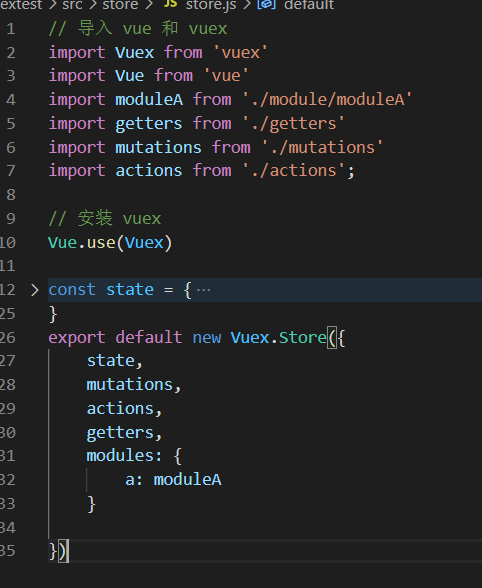 extest > src > store > JS store.js > default
1 // 导入 vue 和 vuex
2 import Vuex from 'vuex'
3 import Vue from 'vue'
4 import moduleA from './module/moduleA'
5 import getters from './getters'
6 import mutations from './mutations'
7 import actions from './actions';
8
9 // 安装 vuex
10 Vue.use(Vuex)
11
12 const state = { ···
25 }
26 export default new Vuex.Store({
27 state,
28 mutations,
29 actions,
30 getters,
31 modules: {
32 a: moduleA
33 }
34
35 })